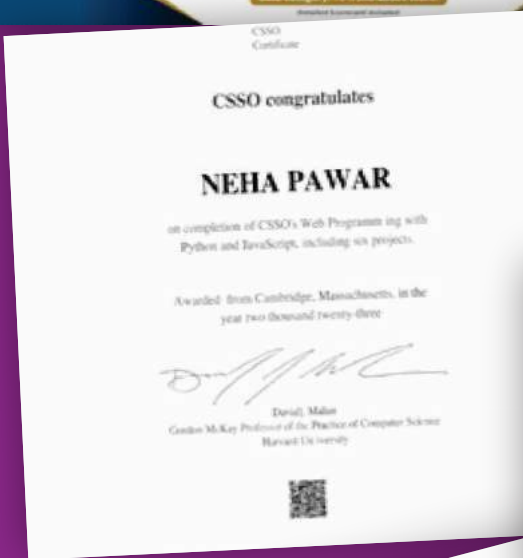 CSSO
Certificate
CSSO congratulates
NEHA PAWAR
on completion of CSSO's Web Programm ing with
Python and JavaScript, including six projects.
Awarded from Cambridge, Massachusetts, in the
year two thousand twenty-three
David J. Malan
Gordon McKay Professor of the Practice of Computer Science
Harvard University